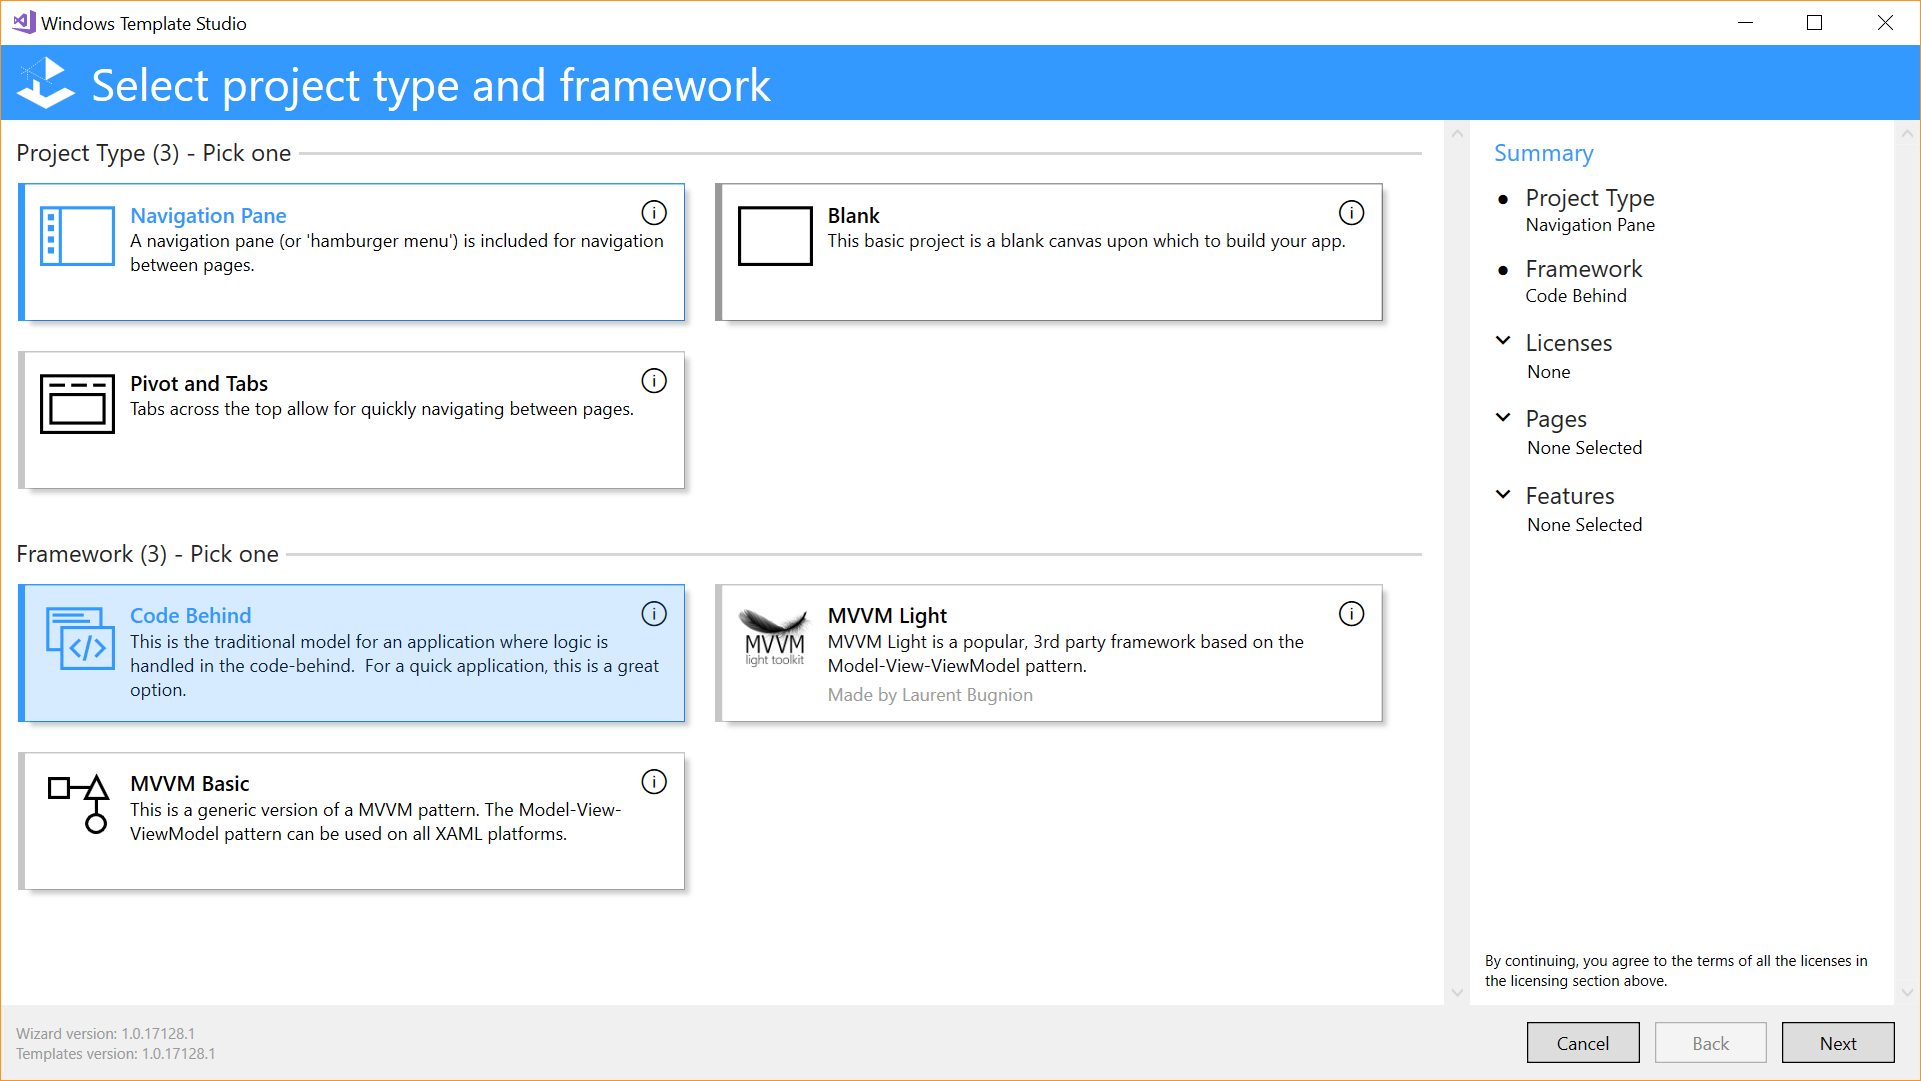 Windows Template Studio
Select project type and framework
Project Type (3) - Pick one
Navigation Pane
A navigation pane (or 'hamburger menu') is included for navigation
between pages.
Blank
This basic project is a blank canvas upon which to build your app.
Pivot and Tabs
Tabs across the top allow for quickly navigating between pages.
Framework (3) - Pick one
Code Behind
This is the traditional model for an application where logic is
handled in the code-behind.  For a quick application, this is a great
option.
MVVM
light toolkit
MVVM Light
MVVM Light is a popular, 3rd party framework based on the
Model-View-ViewModel pattern.
Made by Laurent Bugnion
MVVM Basic
This is a generic version of a MVVM pattern. The Model-View-
ViewModel pattern can be used on all XAML platforms.
Summary
Project Type
Navigation Pane
Framework
Code Behind
Licenses
None
Pages
None Selected
Features
None Selected
By continuing, you agree to the terms of all the licenses in
the licensing section above.
Wizard version: 1.0.17128.1
Templates version: 1.0.17128.1
Cancel
Back
Next